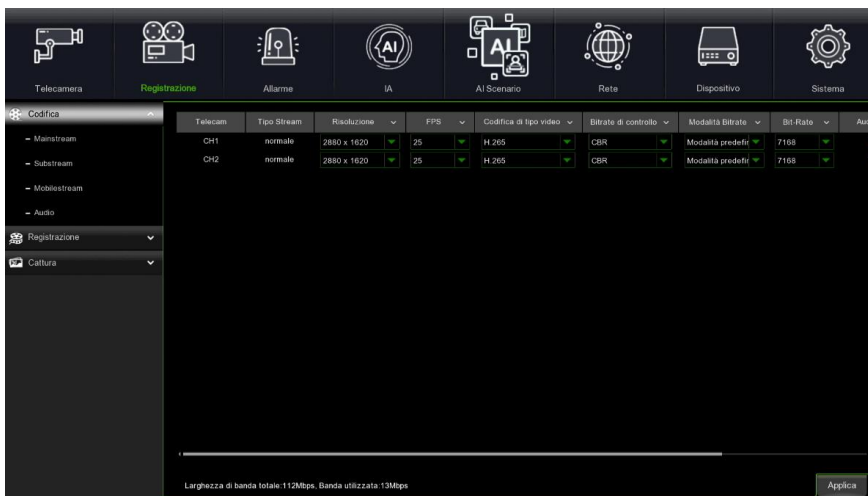 Telecamera Registrazione Allarme IA AI Scenario Rete Dispositivo Sistema
Codifica
Mainstream
Substream
Mobilestream
Audio
Registrazione
Cattura
Telecam Tipo Stream Risoluzione FPS Codifica di tipo video Bitrate di controllo Modalità Bitrate Bit-Rate Au
CH1 normale 2880 x 1620 25 H.265 CBR Modalità predefir 7168
CH2 normale 2880 x 1620 25 H.265 CBR Modalità predefir 7168
Larghezza di banda totale:112Mbps, Banda utilizzata:13Mbps
Applica